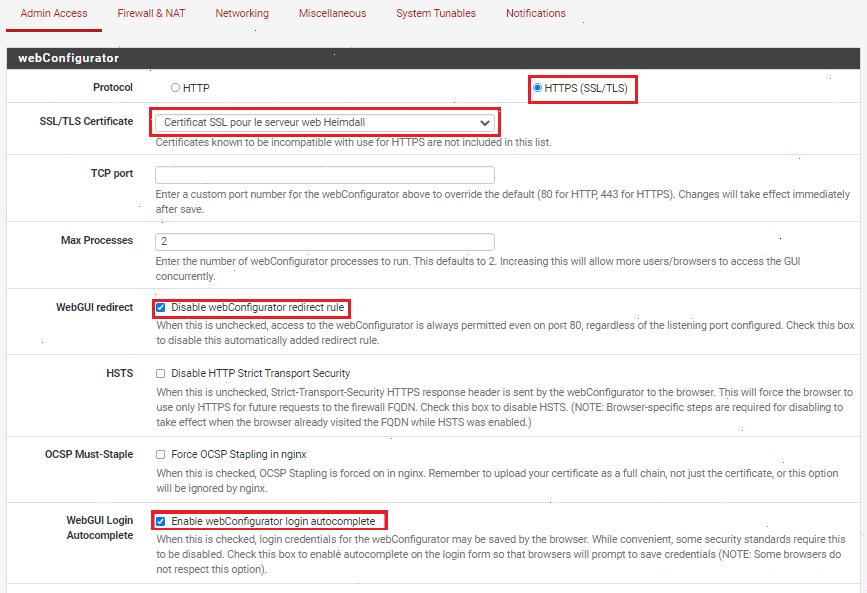 Admin Access Firewall & NAT Networking Miscellaneous System Tunables Notifications
webConfigurator
Protocol HTTP HTTPS (SSL/TLS)
SSL/TLS Certificate Certificat SSL pour le serveur web Heimdall
Certificates known to be incompatible with use for HTTPS are not included in this list.
TCP port
Enter a custom port number for the webConfigurator above to override the default (80 for HTTP, 443 for HTTPS). Changes will take effect immediately
after save.
Max Processes 2
Enter the number of webConfigurator processes to run. This defaults to 2. Increasing this will allow more users/browsers to access the GUI
concurrently.
WebGUI redirect Disable webConfigurator redirect rule
When this is unchecked, access to the webConfigurator is always permitted even on port 80, regardless of the listening port configured. Check this box
to disable this automatically added redirect rule.
HSTS Disable HTTP Strict Transport Security
When this is unchecked, Strict-Transport-Security HTTPS response header is sent by the webConfigurator to the browser. This will force the browser to
use only HTTPS for future requests to the firewall FQDN. Check this box to disable HSTS. (NOTE: Browser-specific steps are required for disabling to
take effect when the browser already visited the FQDN while HSTS was enabled.)
OCSP Must-Staple Force OCSP Stapling in nginx
When this is checked, OCSP Stapling is forced on in nginx. Remember to upload your certificate as a full chain, not just the certificate, or this option
will be ignored by nginx.
WebGUI Login Enable webConfigurator login autocomplete
Autocomplete
When this is checked, login credentials for the webConfigurator may be saved by the browser. While convenient, some security standards require this
to be disabled. Check this box to enable autocomplete on the login form so that browsers will prompt to save credentials (NOTE: Some browsers do
not respect this option).